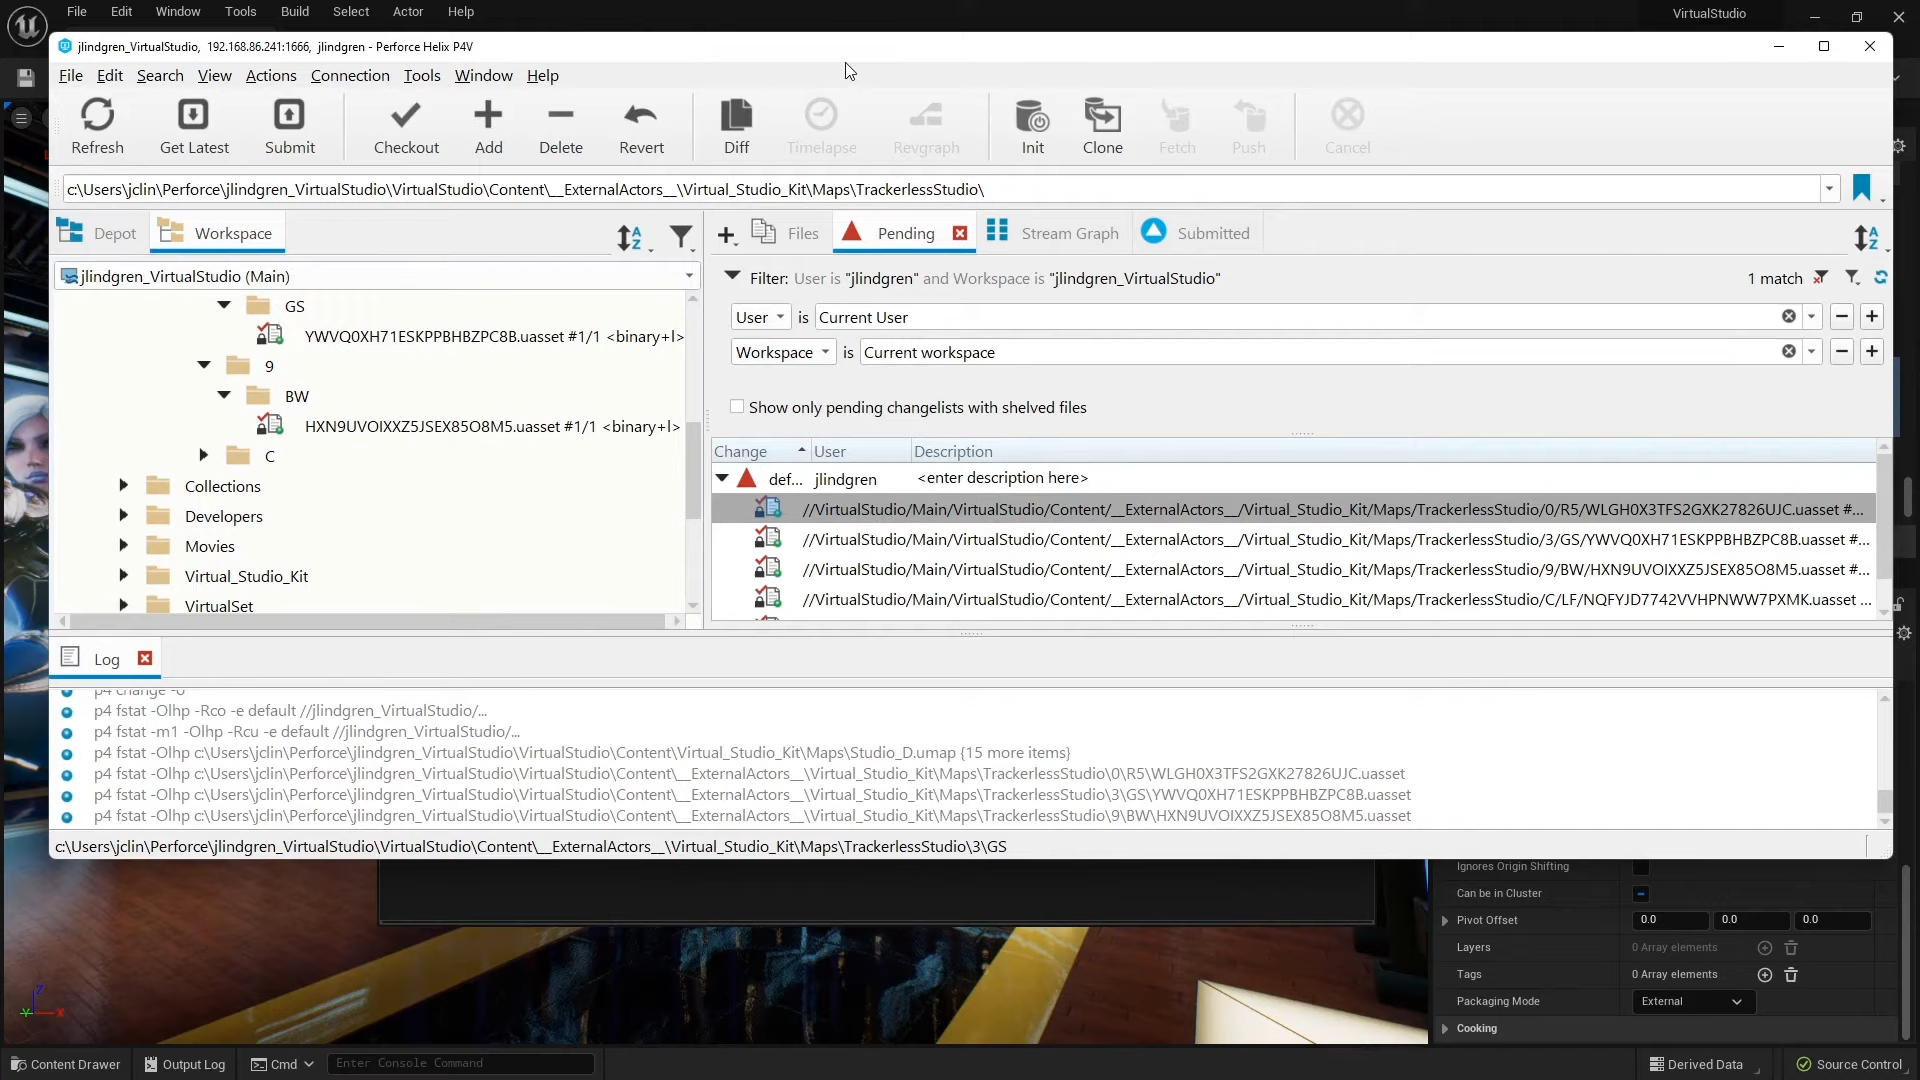 File Edit Window Tools Build Select Actor Help VirtualStudio
jlindgren_VirtualStudio, 192.168.86.241:1666, jlindgren - Perforce Helix P4V
File Edit Search View Actions Connection Tools Window Help
Refresh Get Latest Submit Checkout Add Delete Revert Diff Timelapse Revgraph Init Clone Fetch Push Cancel
c:\Users\jclin\Perforce\jlindgren_VirtualStudio\VirtualStudio\Content\__ExternalActors__\Virtual_Studio_Kit\Maps\TrackerlessStudio\
Depot Workspace
Files Pending Stream Graph Submitted
jlindgren_VirtualStudio (Main)
GS
YWVQ0XH71ESKPPBHBZPC8B.uasset #1/1 <binary+l>
9
BW
HXN9UVOIXXZ5JSEX85O8M5.uasset #1/1 <binary+l>
C
Collections
Developers
Movies
Virtual_Studio_Kit
VirtualSet
Filter: User is "jlindgren" and Workspace is "jlindgren_VirtualStudio" 1 match
User is Current User
Workspace is Current workspace
Show only pending changelists with shelved files
Change User Description
def... jlindgren <enter description here>
//VirtualStudio/Main/VirtualStudio/Content/__ExternalActors__/Virtual_Studio_Kit/Maps/TrackerlessStudio/0/R5/WLGH0X3TFS2GXK27826UJC.uasset #...
//VirtualStudio/Main/VirtualStudio/Content/__ExternalActors__/Virtual_Studio_Kit/Maps/TrackerlessStudio/3/GS/YWVQ0XH71ESKPPBHBZPC8B.uasset #...
//VirtualStudio/Main/VirtualStudio/Content/__ExternalActors__/Virtual_Studio_Kit/Maps/TrackerlessStudio/9/BW/HXN9UVOIXXZ5JSEX85O8M5.uasset #...
//VirtualStudio/Main/VirtualStudio/Content/__ExternalActors__/Virtual_Studio_Kit/Maps/TrackerlessStudio/C/LF/NQFYJD7742VVHPNWW7PXMK.uasset ...
Log
p4 change -o
p4 fstat -Olhp -Rco -e default //jlindgren_VirtualStudio/...
p4 fstat -m1 -Olhp -Rcu -e default //jlindgren_VirtualStudio/...
p4 fstat -Olhp c:\Users\jclin\Perforce\jlindgren_VirtualStudio\VirtualStudio\Content\Virtual_Studio_Kit\Maps\Studio_D.umap {15 more items}
p4 fstat -Olhp c:\Users\jclin\Perforce\jlindgren_VirtualStudio\VirtualStudio\Content\__ExternalActors__\Virtual_Studio_Kit\Maps\TrackerlessStudio\0\R5\WLGH0X3TFS2GXK27826UJC.uasset
p4 fstat -Olhp c:\Users\jclin\Perforce\jlindgren_VirtualStudio\VirtualStudio\Content\__ExternalActors__\Virtual_Studio_Kit\Maps\TrackerlessStudio\3\GS\YWVQ0XH71ESKPPBHBZPC8B.uasset
p4 fstat -Olhp c:\Users\jclin\Perforce\jlindgren_VirtualStudio\VirtualStudio\Content\__ExternalActors__\Virtual_Studio_Kit\Maps\TrackerlessStudio\9\BW\HXN9UVOIXXZ5JSEX85O8M5.uasset
c:\Users\jclin\Perforce\jlindgren_VirtualStudio\VirtualStudio\Content\__ExternalActors__\Virtual_Studio_Kit\Maps\TrackerlessStudio\3\GS
Ignores Origin Shifting
Can be in Cluster
Pivot Offset 0.0 0.0 0.0
Layers 0 Array elements
Tags 0 Array elements
Packaging Mode External
Cooking
Z
Y X
Content Drawer Output Log Cmd Enter Console Command Derived Data Source Control